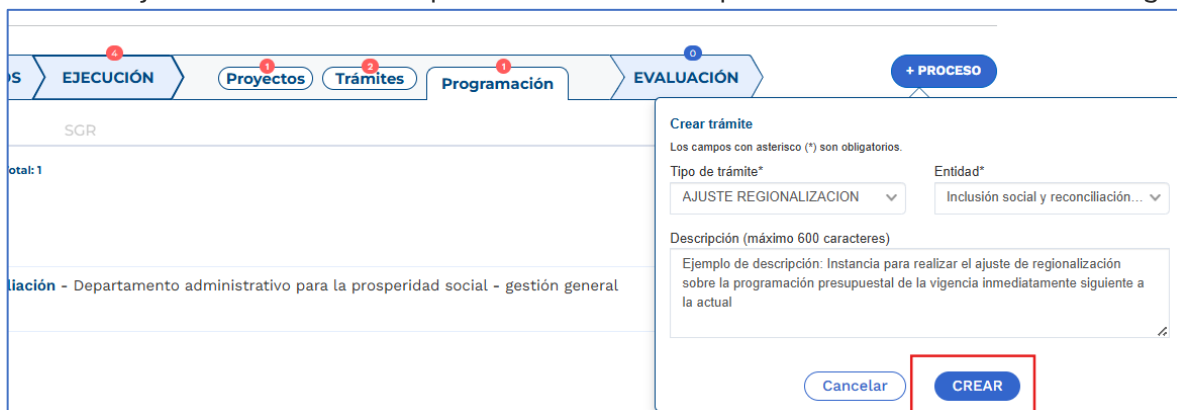 4 1 2 1 0
EJECUCIÓN Proyectos Trámites Programación EVALUACIÓN + PROCESO
SGR
Crear trámite
Los campos con asterisco (*) son obligatorios.
otal: 1
Tipo de trámite* Entidad*
AJUSTE REGIONALIZACION Inclusión social y reconciliación...
Descripción (máximo 600 caracteres)
Ejemplo de descripción: Instancia para realizar el ajuste de regionalización
sobre la programación presupuestal de la vigencia inmediatamente siguiente a
la actual
liación - Departamento administrativo para la prosperidad social - gestión general
Cancelar CREAR